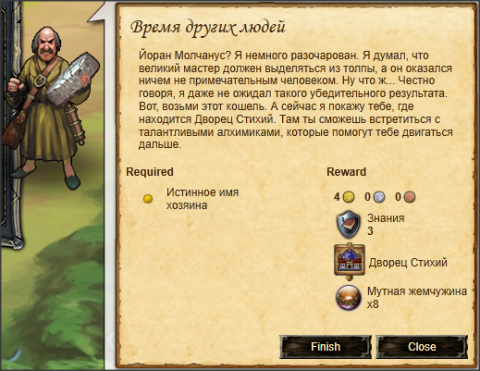 Время других людей
Йоран Молчанус? Я немного разочарован. Я думал, что
великий мастер должен выделяться из толпы, а он оказался
ничем не примечательным человеком. Ну что ж... Честно
говоря, я даже не ожидал такого убедительного результата.
Вот, возьми этот кошель. А сейчас я покажу тебе, где
находится Дворец Стихий. Там ты сможешь встретиться с
талантливыми алхимиками, которые помогут тебе двигаться
дальше.
Required
Истинное имя
хозяина
Reward
4 0 0
Знания
3
Дворец Стихий
Мутная жемчужина
x8
Finish
Close